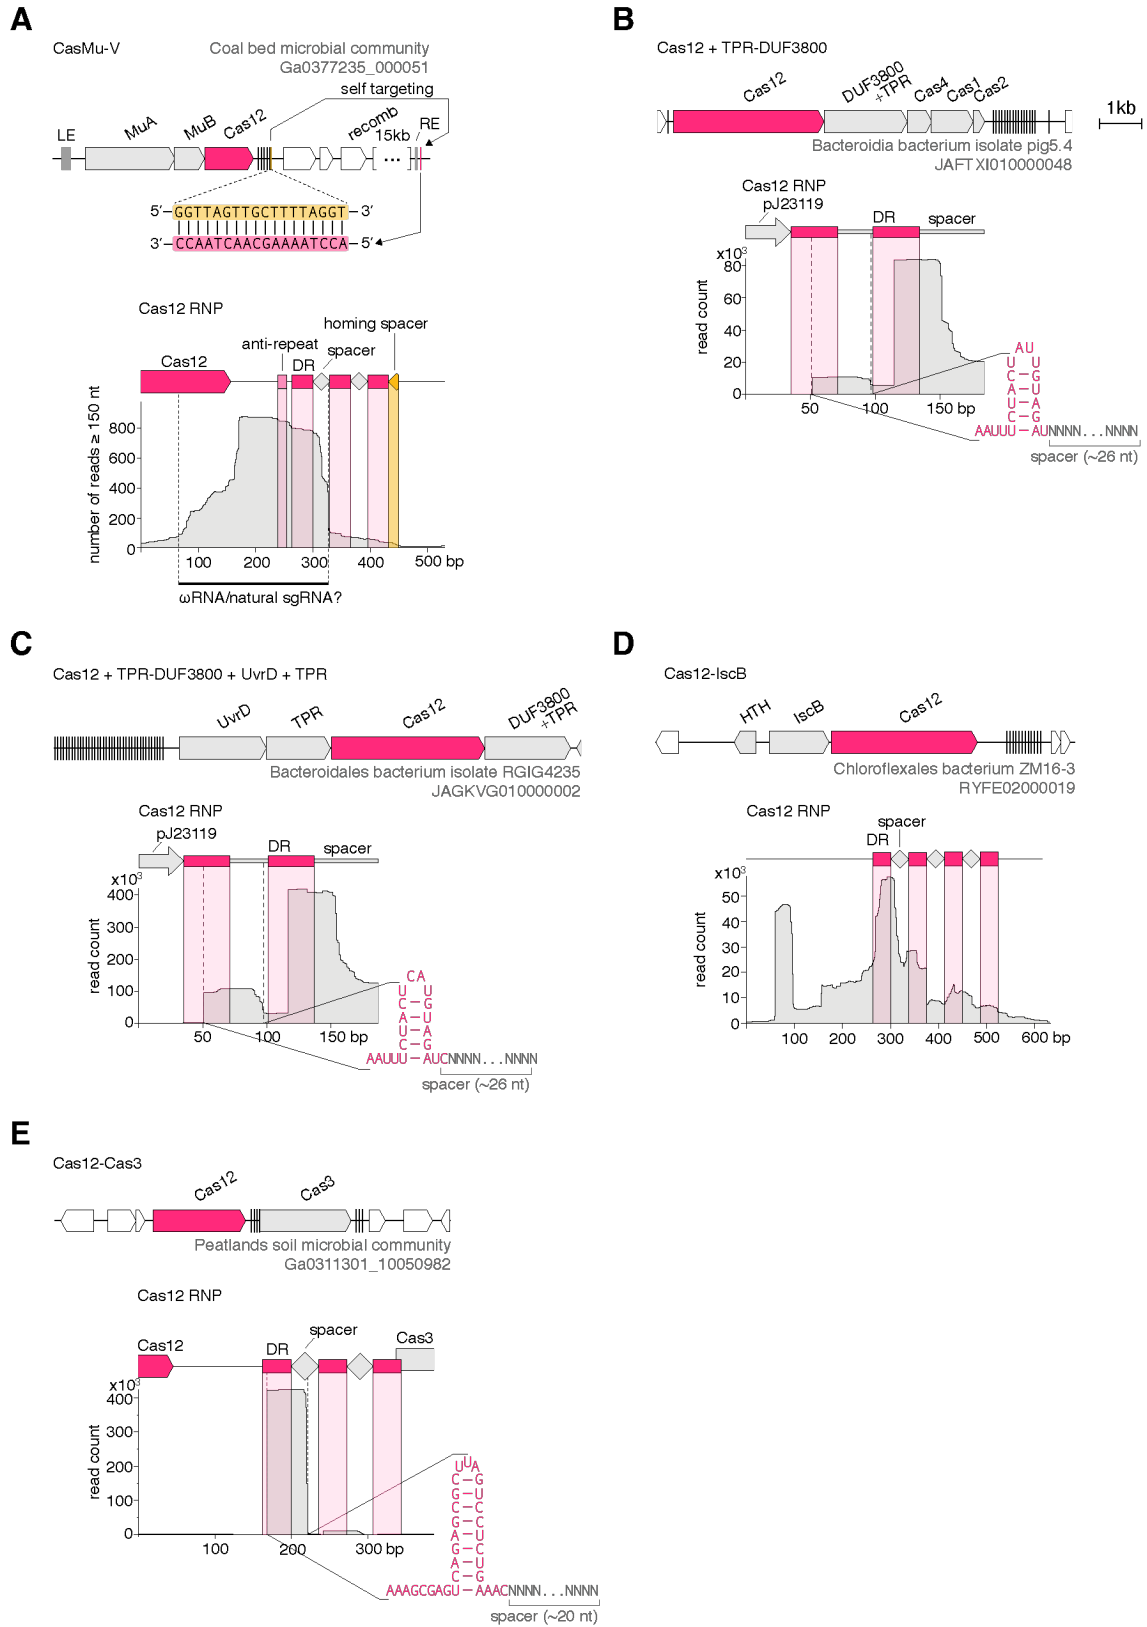 A
CasMu-V
Coal bed microbial community
Ga0377235_000051
self targeting
LE
MuA
MuB
Cas12
recomb
15kb
RE
...
5′ GGTTAGTTGCTTTTAGGT 3′
3′ CCAATCAACGAAAATCCA 5′
Cas12 RNP
homing spacer
anti-repeat
spacer
Cas12
DR
number of reads ≥ 150 nt
800
600
400
200
0
100 200 300 400 500 bp
ωRNA/natural sgRNA?
B
Cas12 + TPR-DUF3800
Cas12
DUF3800
+TPR
Cas4
Cas1
Cas2
1kb
Bacteroidia bacterium isolate pig5.4
JAFTXI010000048
Cas12 RNP
pJ23119
DR
spacer
x10³
read count
80
60
40
20
0
50 100 150 bp
AU
U U
C G
A U
U A
C G
AAUUU AUNNNN...NNNN
spacer (~26 nt)
C
Cas12 + TPR-DUF3800 + UvrD + TPR
UvrD
TPR
Cas12
DUF3800
+TPR
Bacteroidales bacterium isolate RGIG4235
JAGKVG010000002
Cas12 RNP
pJ23119
DR
spacer
x10³
read count
400
300
200
100
0
50 100 150 bp
CA
U U
C G
A U
U A
C G
AAUUU AUCNNNN...NNNN
spacer (~26 nt)
D
Cas12-IscB
HTH
IscB
Cas12
Chloroflexales bacterium ZM16-3
RYFE02000019
Cas12 RNP
spacer
DR
x10³
read count
50
40
30
20
10
0
100 200 300 400 500 600 bp
E
Cas12-Cas3
Cas12
Cas3
Peatlands soil microbial community
Ga0311301_10050982
Cas12 RNP
spacer
Cas12
DR
Cas3
x10³
read count
400
300
200
100
0
100 200 300 bp
UUA
C G
G U
C C
G C
A U
G C
A U
C G
AAAGCGAGU AAACNNNN...NNNN
spacer (~20 nt)